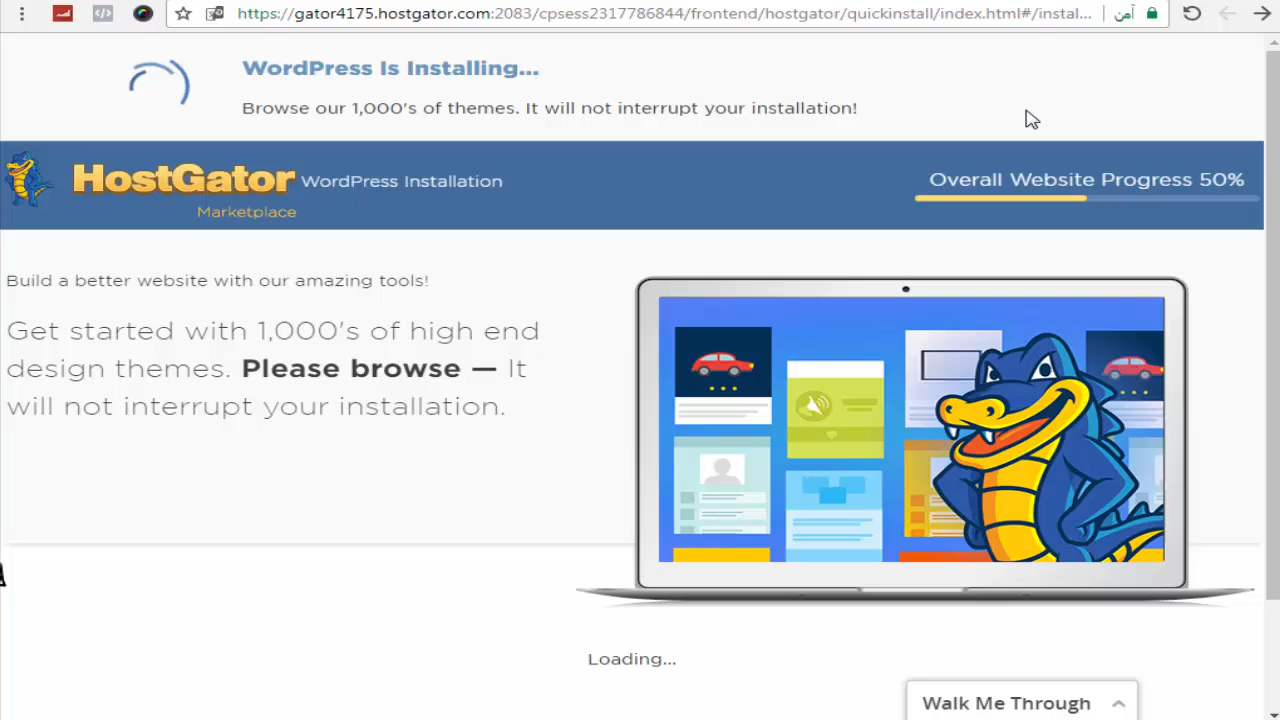 https://gator4175.hostgator.com:2083/cpsess2317786844/frontend/hostgator/quickinstall/index.html#/instal... آمن
WordPress Is Installing...
Browse our 1,000's of themes. It will not interrupt your installation!
HostGator WordPress Installation
Marketplace
Overall Website Progress 50%
Build a better website with our amazing tools!
Get started with 1,000's of high end
design themes. Please browse — It
will not interrupt your installation.
Loading...
Walk Me Through